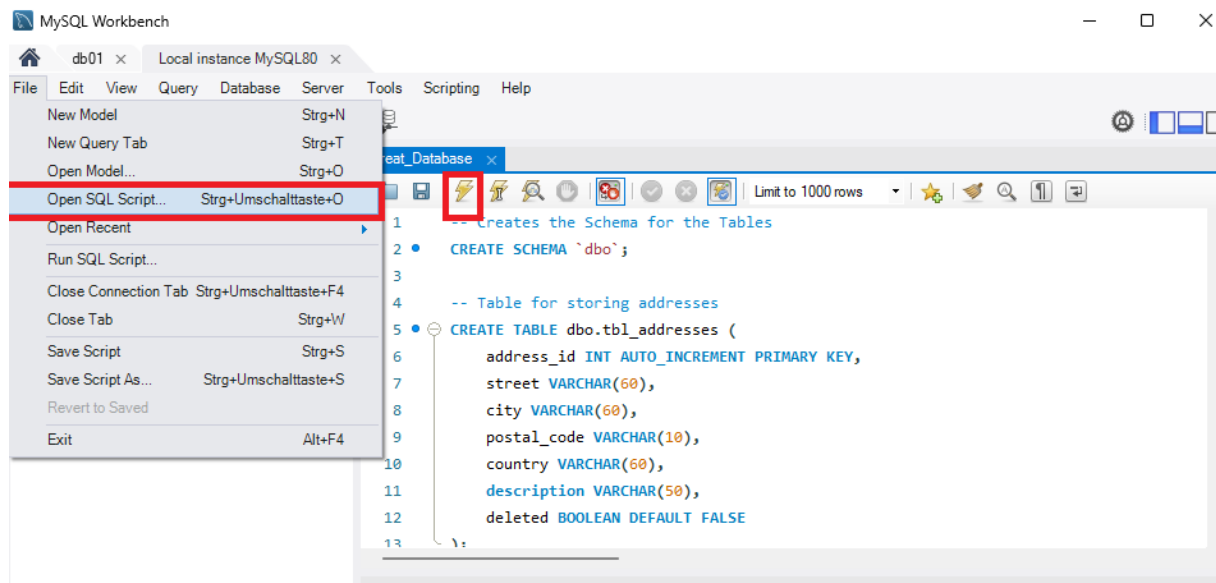 MySQL Workbench
db01
Local instance MySQL80
File Edit View Query Database Server Tools Scripting Help
New Model Strg+N
New Query Tab Strg+T
Open Model... Strg+O
Open SQL Script... Strg+Umschalttaste+O
Open Recent
Run SQL Script...
Close Connection Tab Strg+Umschalttaste+F4
Close Tab Strg+W
Save Script Strg+S
Save Script As... Strg+Umschalttaste+S
Revert to Saved
Exit Alt+F4
reat_Database
Limit to 1000 rows
1 -- Creates the Schema for the Tables
2 CREATE SCHEMA `dbo`;
3
4 -- Table for storing addresses
5 CREATE TABLE dbo.tbl_addresses (
6 address_id INT AUTO_INCREMENT PRIMARY KEY,
7 street VARCHAR(60),
8 city VARCHAR(60),
9 postal_code VARCHAR(10),
10 country VARCHAR(60),
11 description VARCHAR(50),
12 deleted BOOLEAN DEFAULT FALSE
13 );